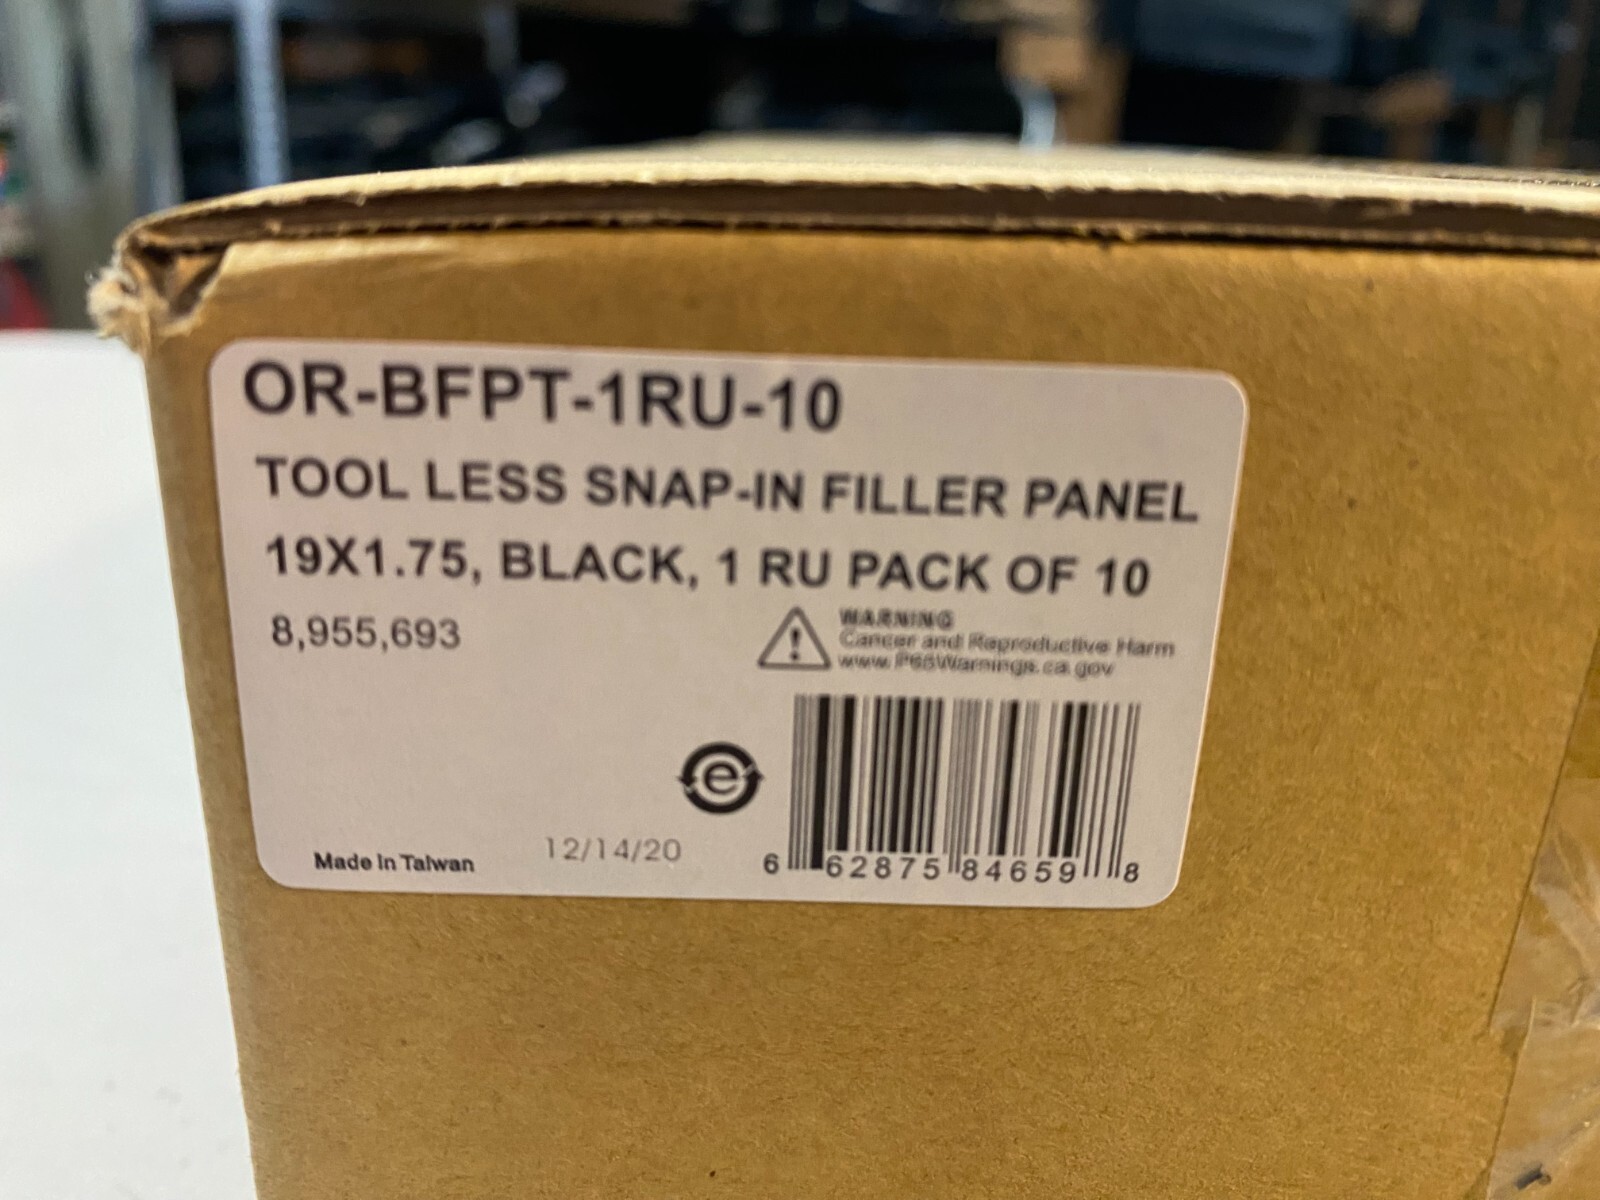 OR-BFPT-1RU-10
TOOL LESS SNAP-IN FILLER PANEL
19X1.75, BLACK, 1 RU PACK OF 10
8,955,693
WARNING
Cancer and Reproductive Harm
www.P65Warnings.ca.gov
e
Made in Taiwan
12/14/20
6 62875 84659 8